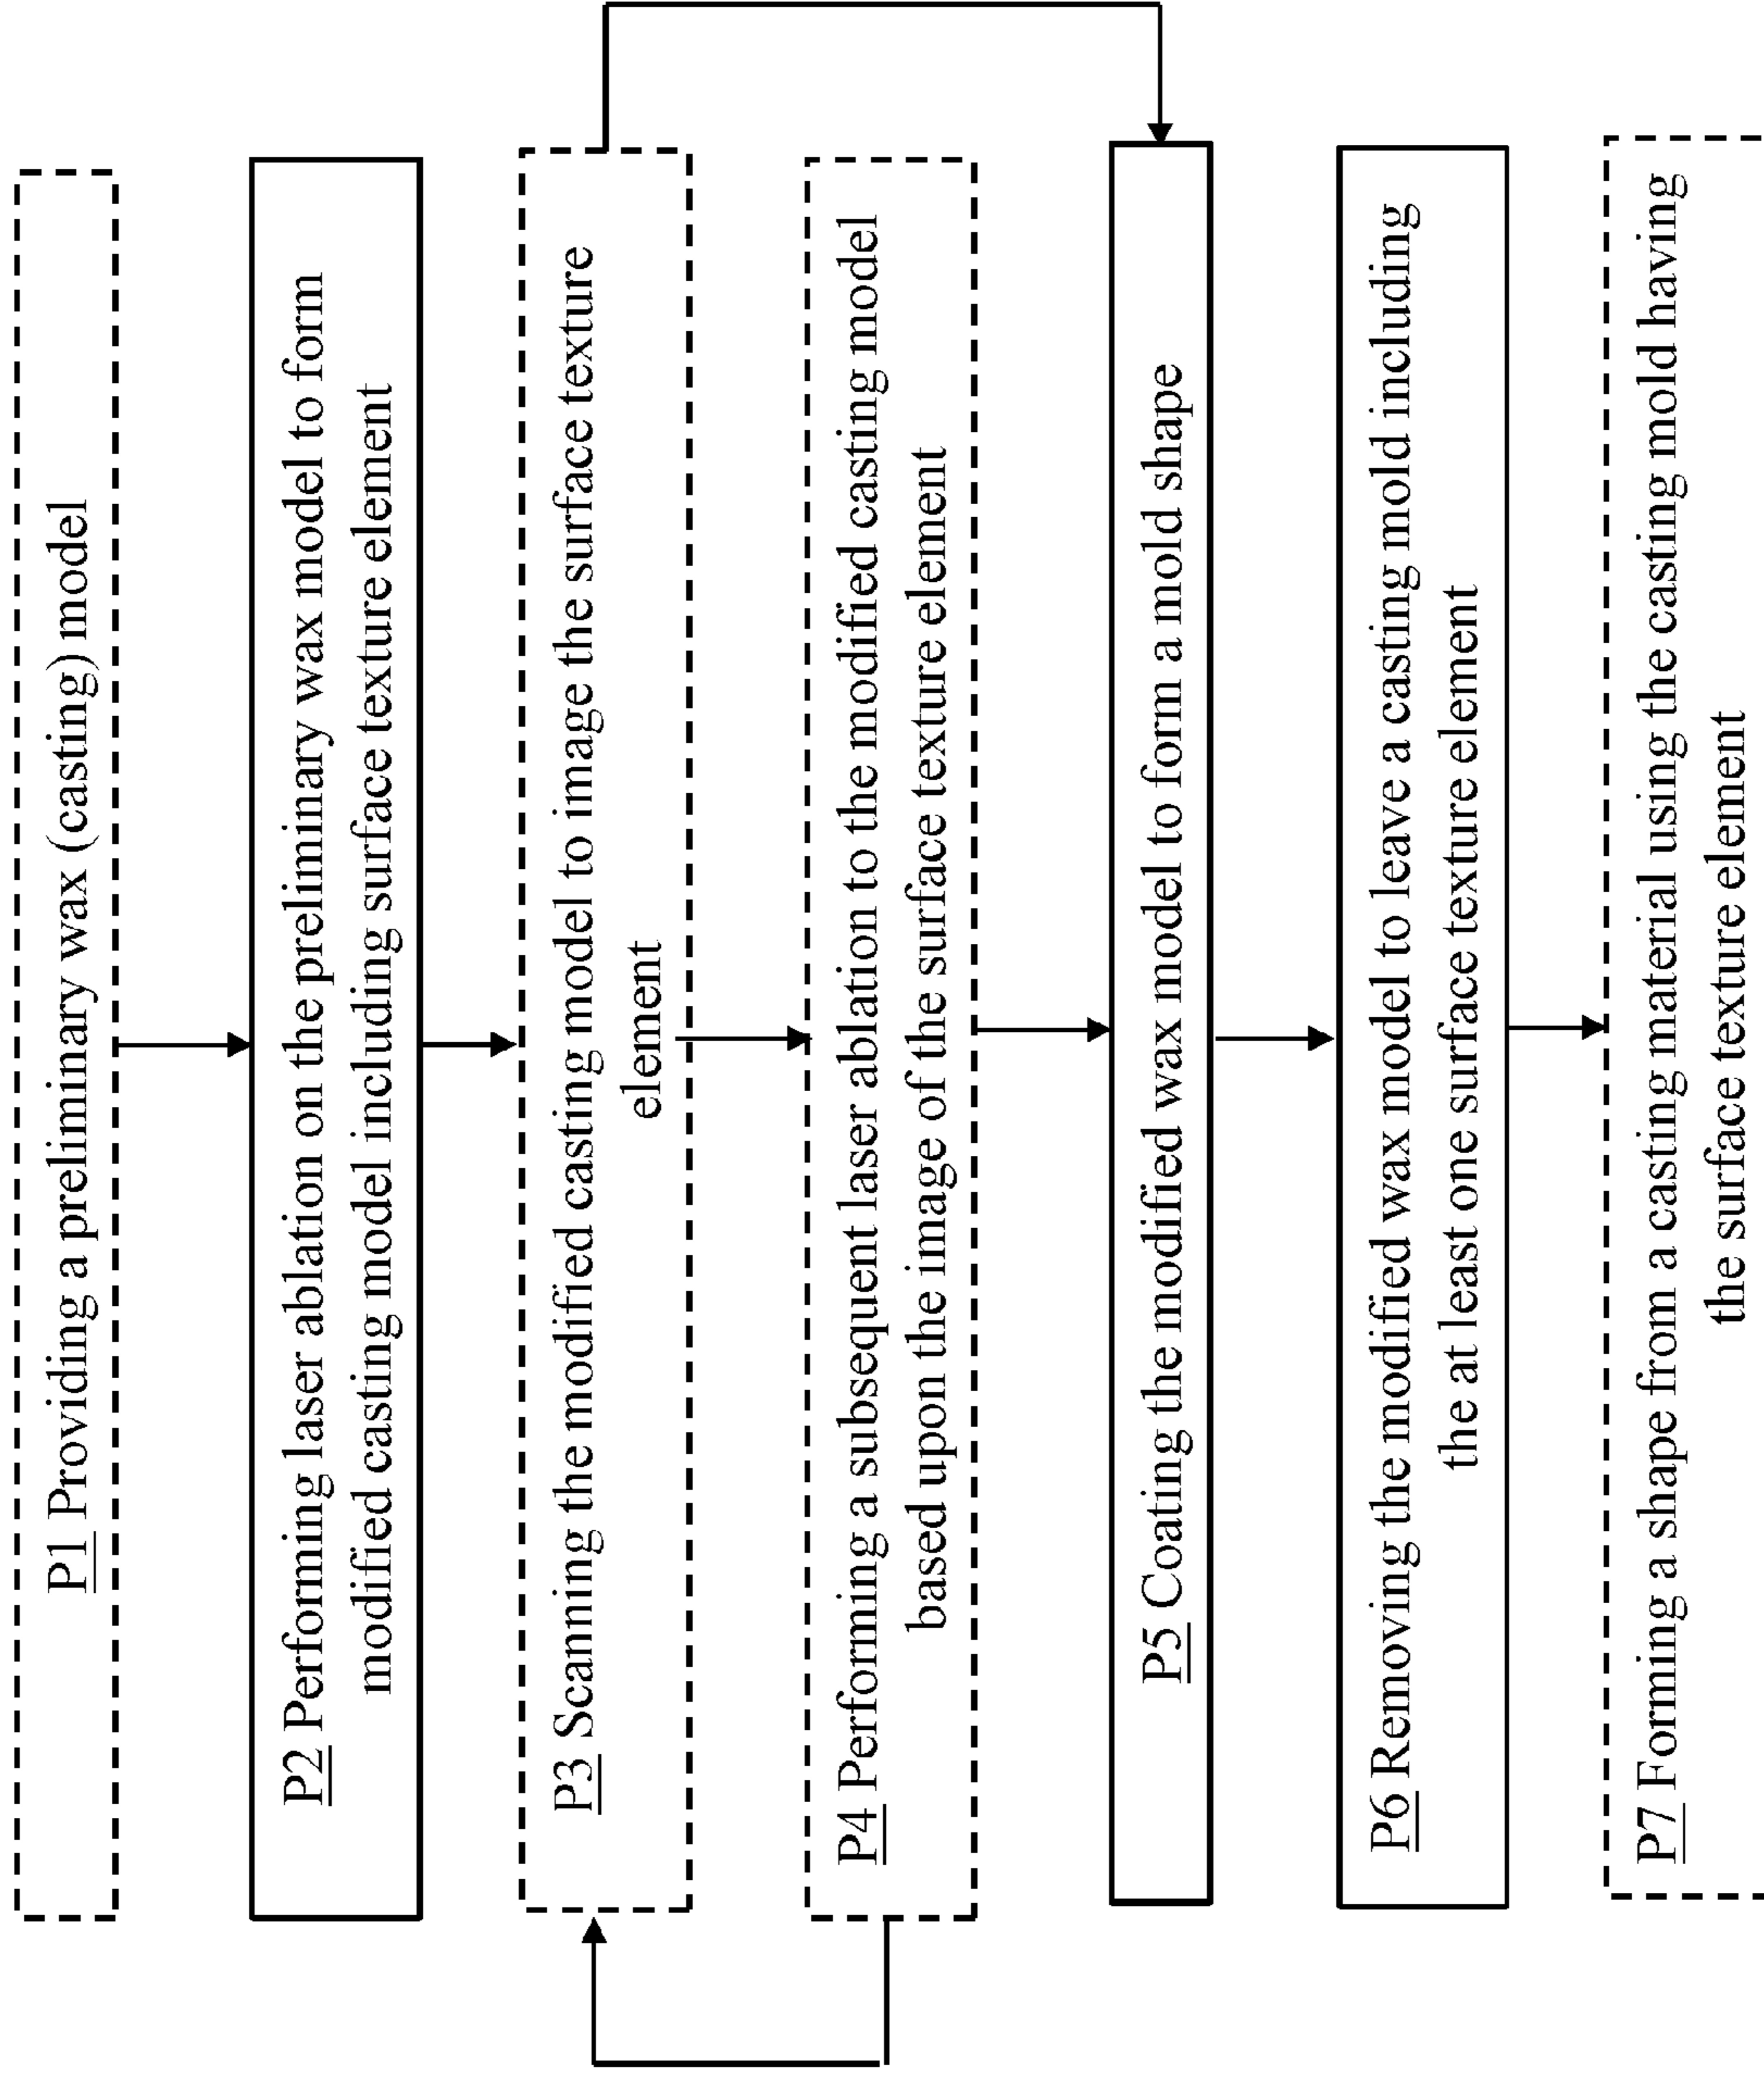 P1 Providing a preliminary wax (casting) model
P2 Performing laser ablation on the preliminary wax model to form
modified casting model including surface texture element
P3 Scanning the modified casting model to image the surface texture
element
P4 Performing a subsequent laser ablation to the modified casting model
based upon the image of the surface texture element
P5 Coating the modified wax model to form a mold shape
P6 Removing the modified wax model to leave a casting mold including
the at least one surface texture element
P7 Forming a shape from a casting material using the casting mold having
the surface texture element